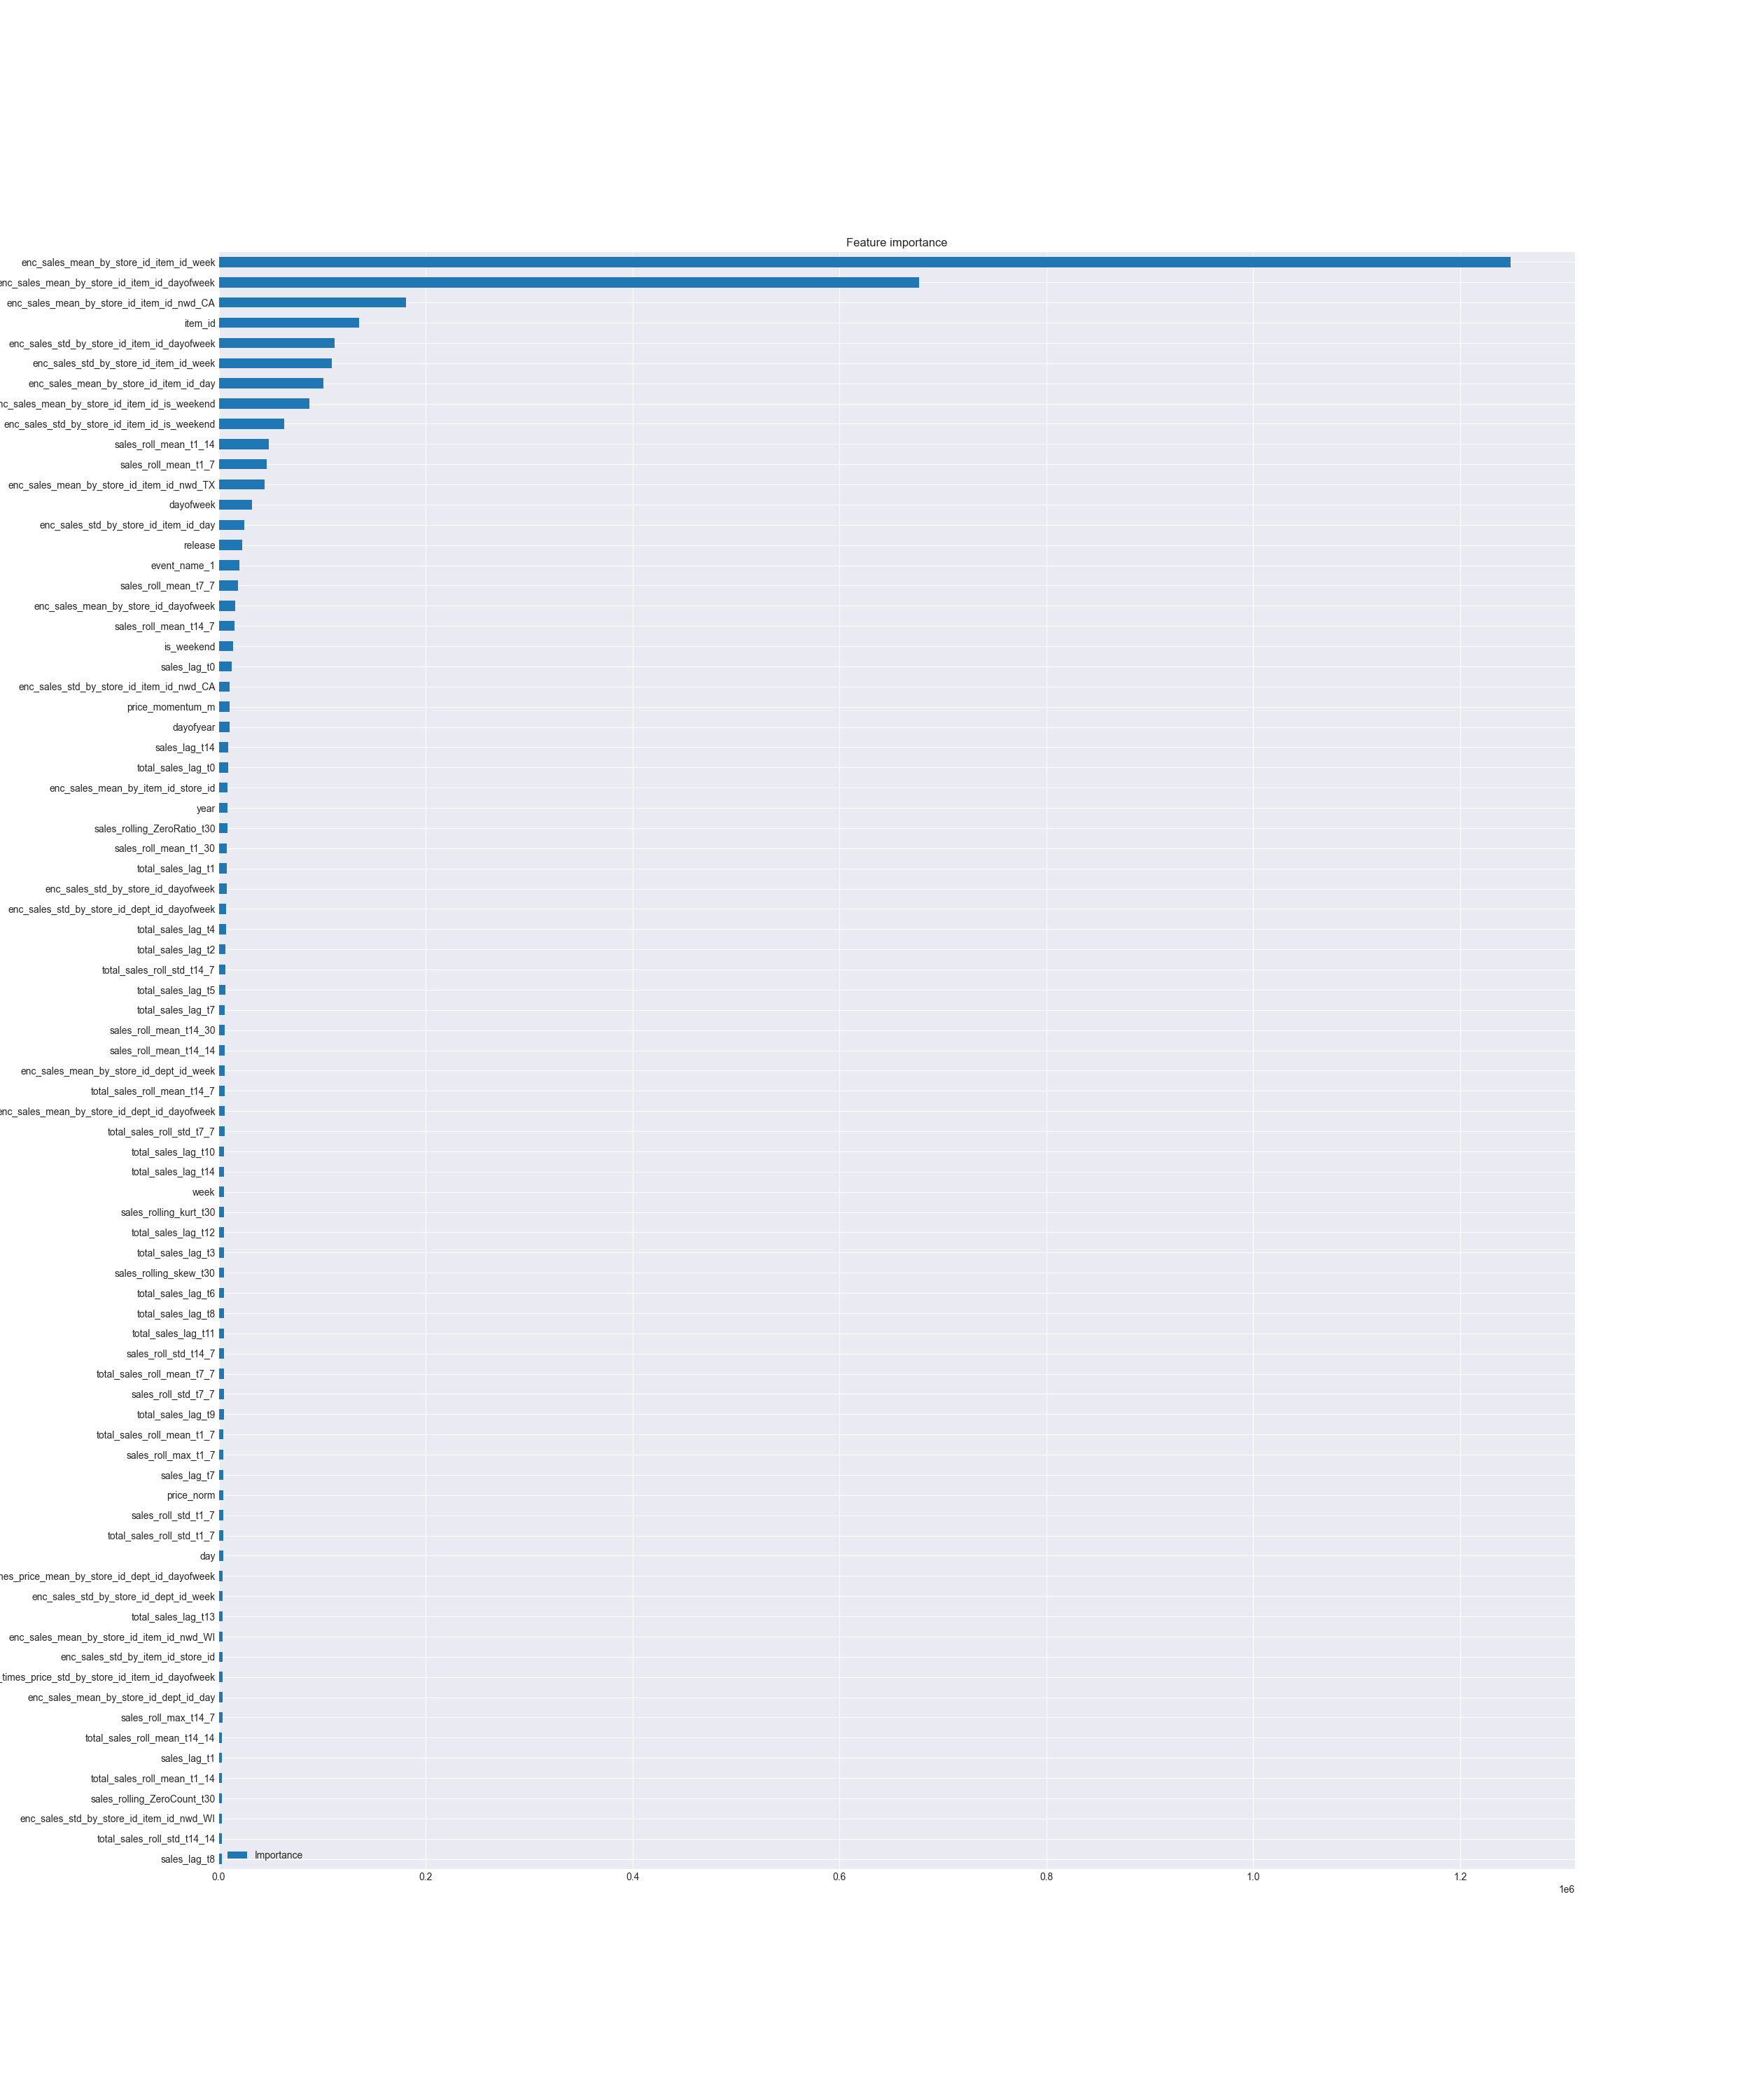 Feature importance
enc_sales_mean_by_store_id_item_id_week
enc_sales_mean_by_store_id_item_id_dayofweek
enc_sales_mean_by_store_id_item_id_nwd_CA
item_id
enc_sales_std_by_store_id_item_id_dayofweek
enc_sales_std_by_store_id_item_id_week
enc_sales_mean_by_store_id_item_id_day
nc_sales_mean_by_store_id_item_id_is_weekend
enc_sales_std_by_store_id_item_id_is_weekend
sales_roll_mean_t1_14
sales_roll_mean_t1_7
enc_sales_mean_by_store_id_item_id_nwd_TX
dayofweek
enc_sales_std_by_store_id_item_id_day
release
event_name_1
sales_roll_mean_t7_7
enc_sales_mean_by_store_id_dayofweek
sales_roll_mean_t14_7
is_weekend
sales_lag_t0
enc_sales_std_by_store_id_item_id_nwd_CA
price_momentum_m
dayofyear
sales_lag_t14
total_sales_lag_t0
enc_sales_mean_by_item_id_store_id
year
sales_rolling_ZeroRatio_t30
sales_roll_mean_t1_30
total_sales_lag_t1
enc_sales_std_by_store_id_dayofweek
enc_sales_std_by_store_id_dept_id_dayofweek
total_sales_lag_t4
total_sales_lag_t2
total_sales_roll_std_t14_7
total_sales_lag_t5
total_sales_lag_t7
sales_roll_mean_t14_30
sales_roll_mean_t14_14
enc_sales_mean_by_store_id_dept_id_week
total_sales_roll_mean_t14_7
enc_sales_mean_by_store_id_dept_id_dayofweek
total_sales_roll_std_t7_7
total_sales_lag_t10
total_sales_lag_t14
week
sales_rolling_kurt_t30
total_sales_lag_t12
total_sales_lag_t3
sales_rolling_skew_t30
total_sales_lag_t6
total_sales_lag_t8
total_sales_lag_t11
sales_roll_std_t14_7
total_sales_roll_mean_t7_7
sales_roll_std_t7_7
total_sales_lag_t9
total_sales_roll_mean_t1_7
sales_roll_max_t1_7
sales_lag_t7
price_norm
sales_roll_std_t1_7
total_sales_roll_std_t1_7
day
nes_price_mean_by_store_id_dept_id_dayofweek
enc_sales_std_by_store_id_dept_id_week
total_sales_lag_t13
enc_sales_mean_by_store_id_item_id_nwd_WI
enc_sales_std_by_item_id_store_id
_times_price_std_by_store_id_item_id_dayofweek
enc_sales_mean_by_store_id_dept_id_day
sales_roll_max_t14_7
total_sales_roll_mean_t14_14
sales_lag_t1
total_sales_roll_mean_t1_14
sales_rolling_ZeroCount_t30
enc_sales_std_by_store_id_item_id_nwd_WI
total_sales_roll_std_t14_14
sales_lag_t8
Importance
0.0 0.2 0.4 0.6 0.8 1.0 1.2
1e6